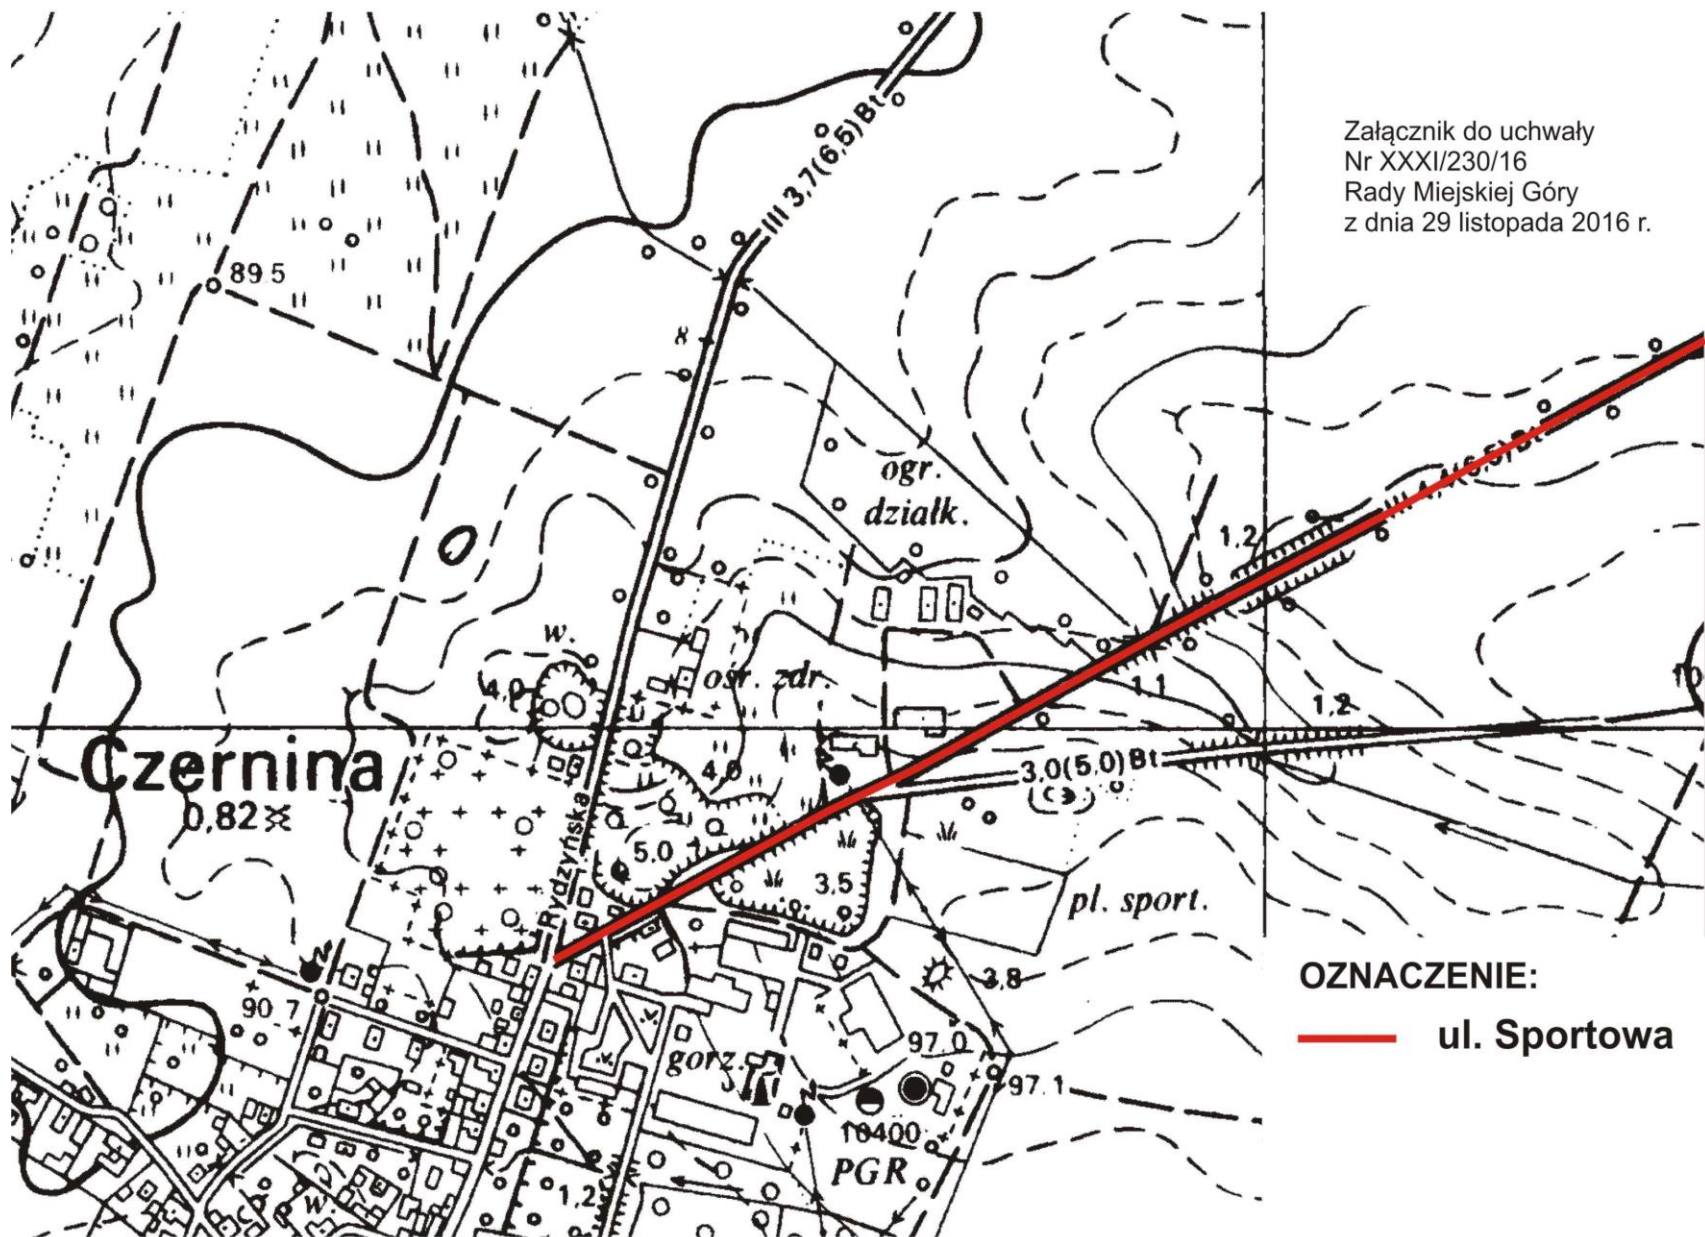 Załącznik do uchwały
Nr XXXI/230/16
Rady Miejskiej Góry
z dnia 29 listopada 2016 r.
III 3,7(6,5)Bt
89.5
8
ogr.
działk.
1,2
w.
4,0
osr. zdr.
1,1
1,2
10
Czernina
0,82
4,0
3,0(5,0)Bt
Rydzyńska
5.0
3,5
pl. sport.
3,8
90.7
97.0
gorz.
97.1
10400
PGR
1,2
w.
OZNACZENIE:
ul. Sportowa